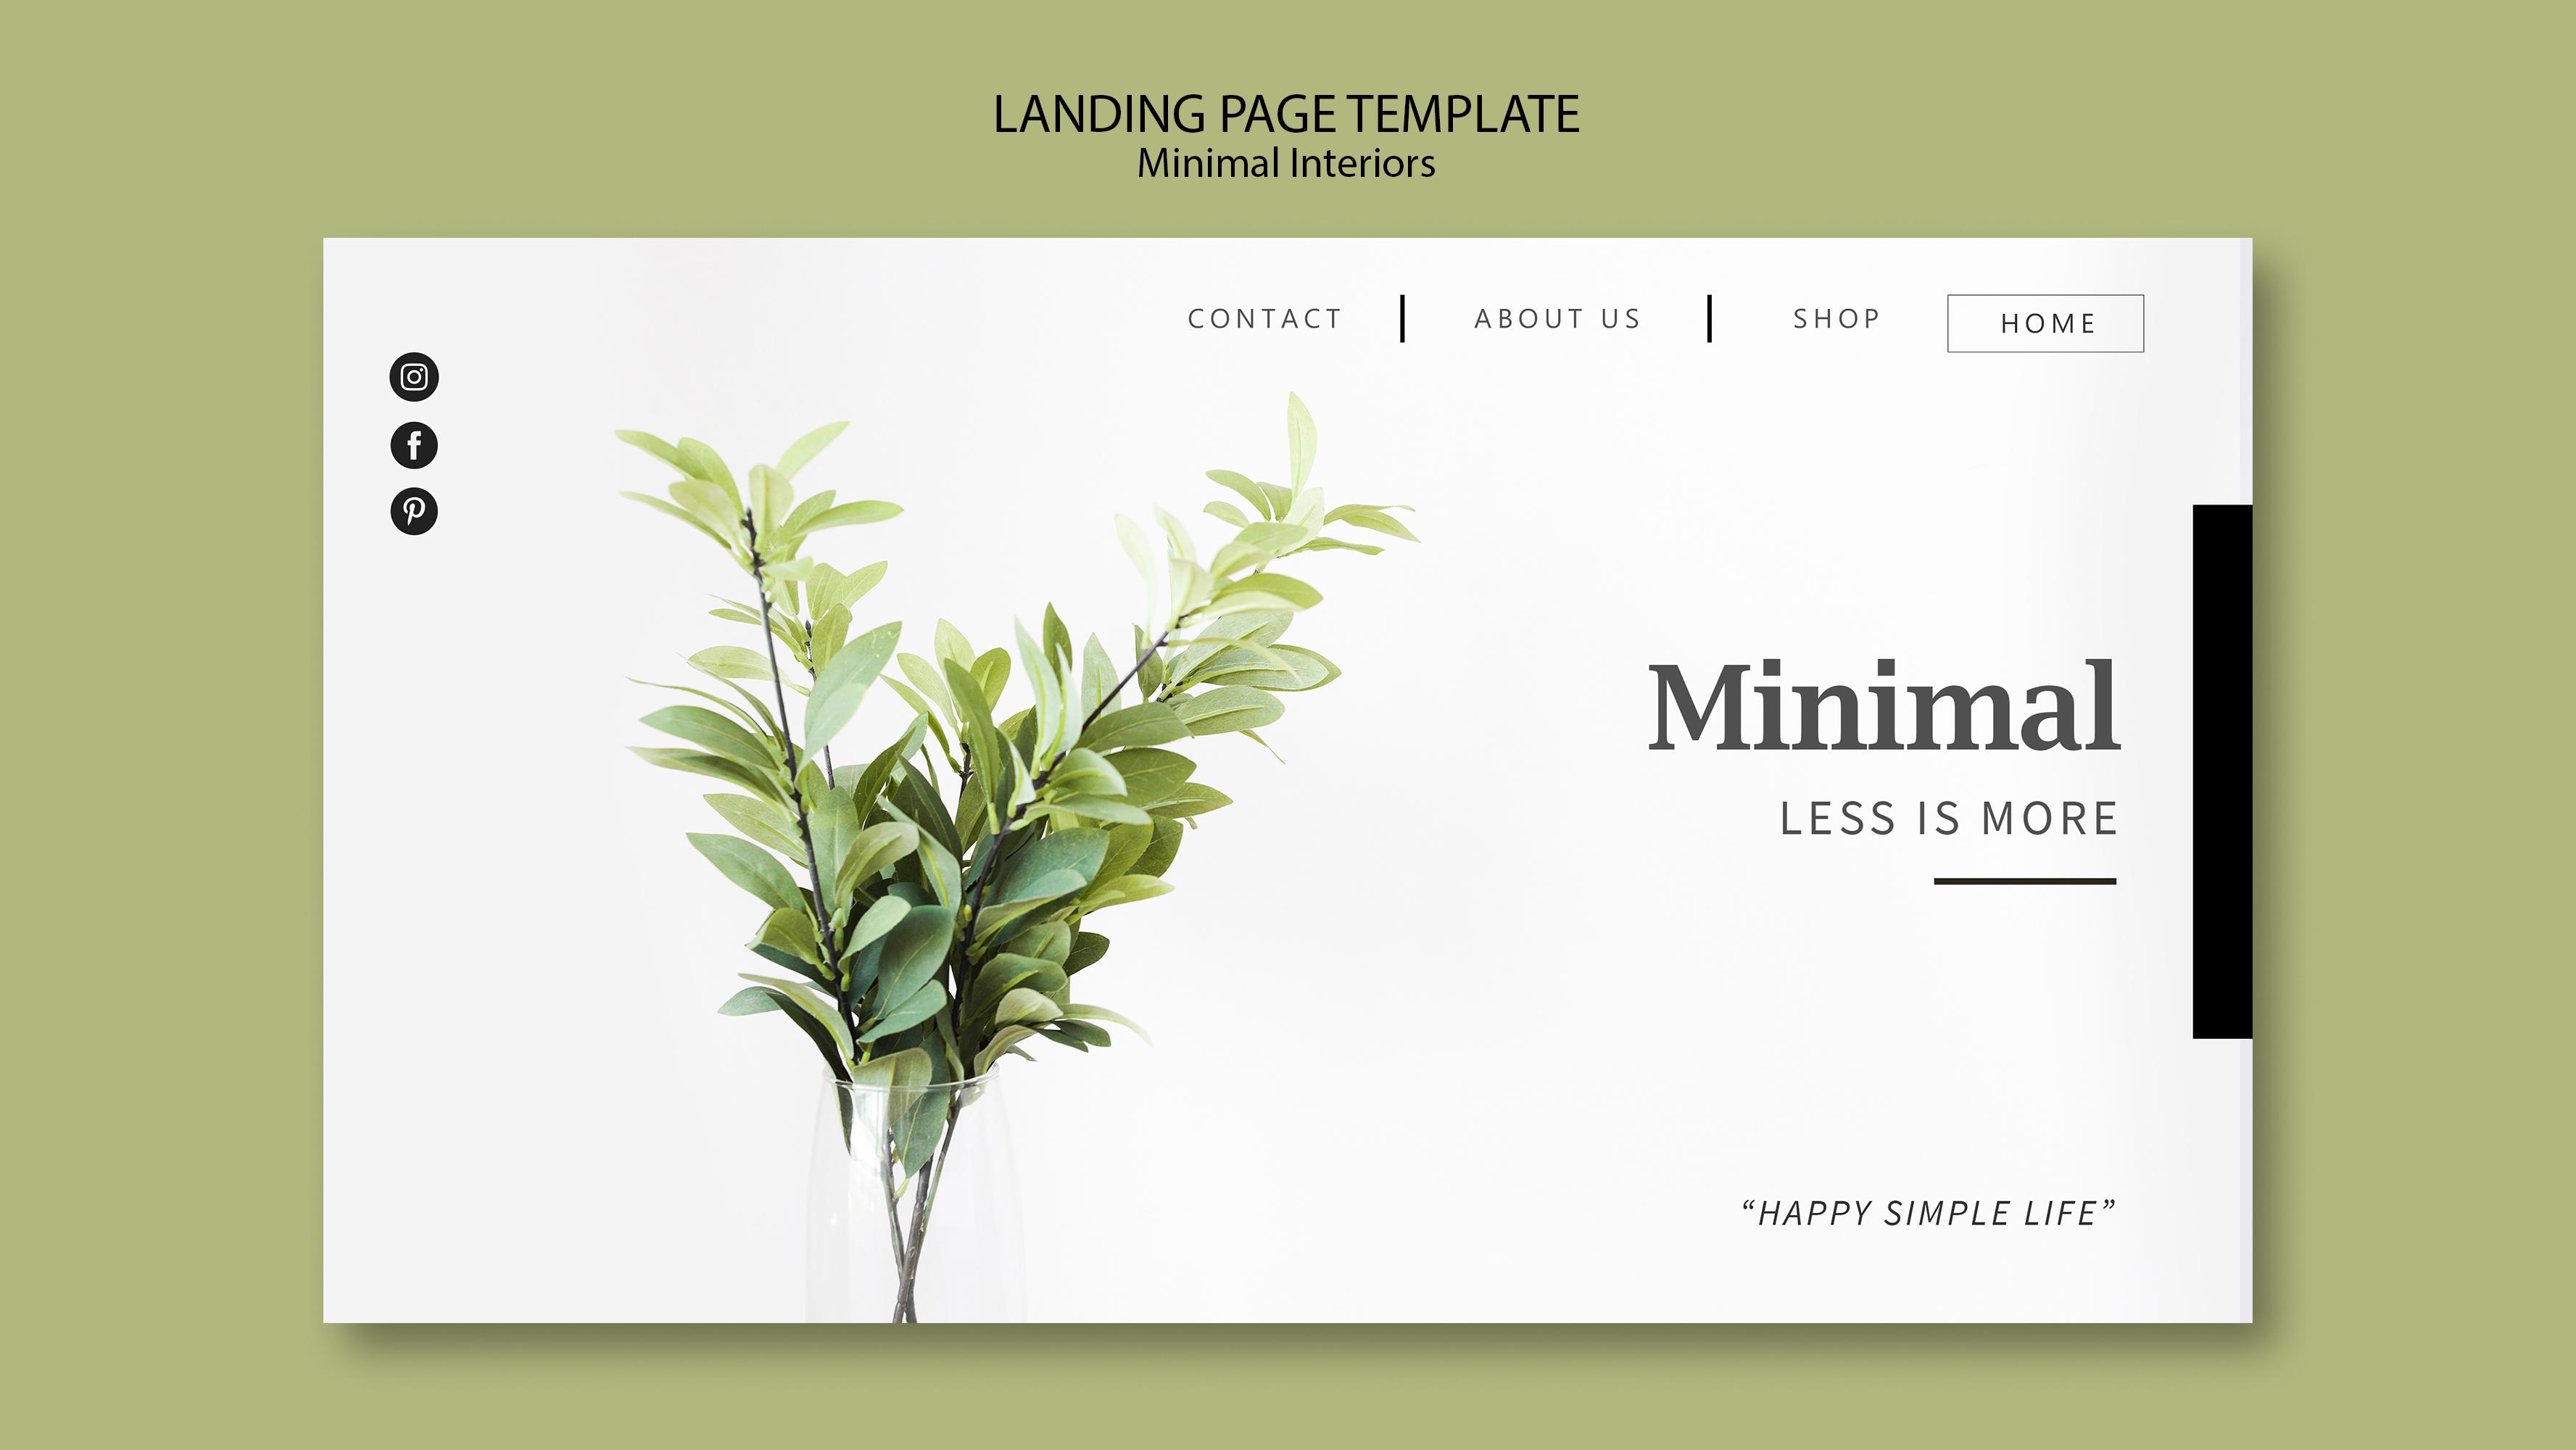 LANDING PAGE TEMPLATE
Minimal Interiors
CONTACT | ABOUT US | SHOP HOME
Minimal
LESS IS MORE
“HAPPY SIMPLE LIFE”